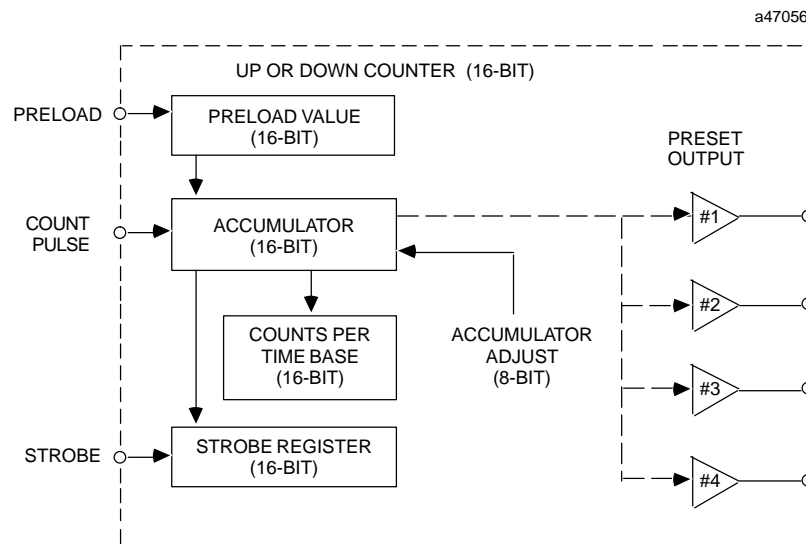 a47056
UP OR DOWN COUNTER (16-BIT)
PRELOAD
PRELOAD VALUE
(16-BIT)
PRESET
OUTPUT
COUNT
PULSE
ACCUMULATOR
(16-BIT)
#1
#2
COUNTS PER
TIME BASE
(16-BIT)
ACCUMULATOR
ADJUST
(8-BIT)
#3
STROBE
STROBE REGISTER
(16-BIT)
#4